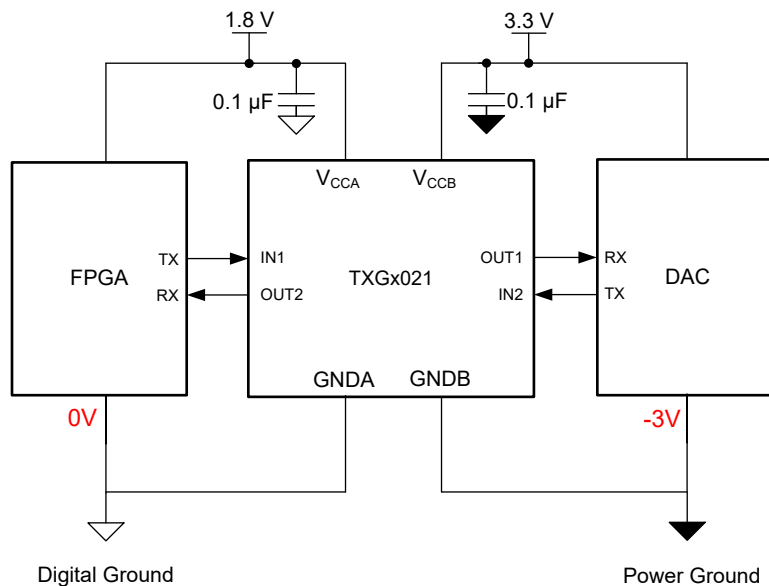 1.8 V
3.3 V
0.1 µF
0.1 µF
VCCA
VCCB
FPGA
TX
RX
IN1
OUT2
TXGx021
OUT1
IN2
RX
TX
DAC
GNDA
GNDB
0V
-3V
Digital Ground
Power Ground